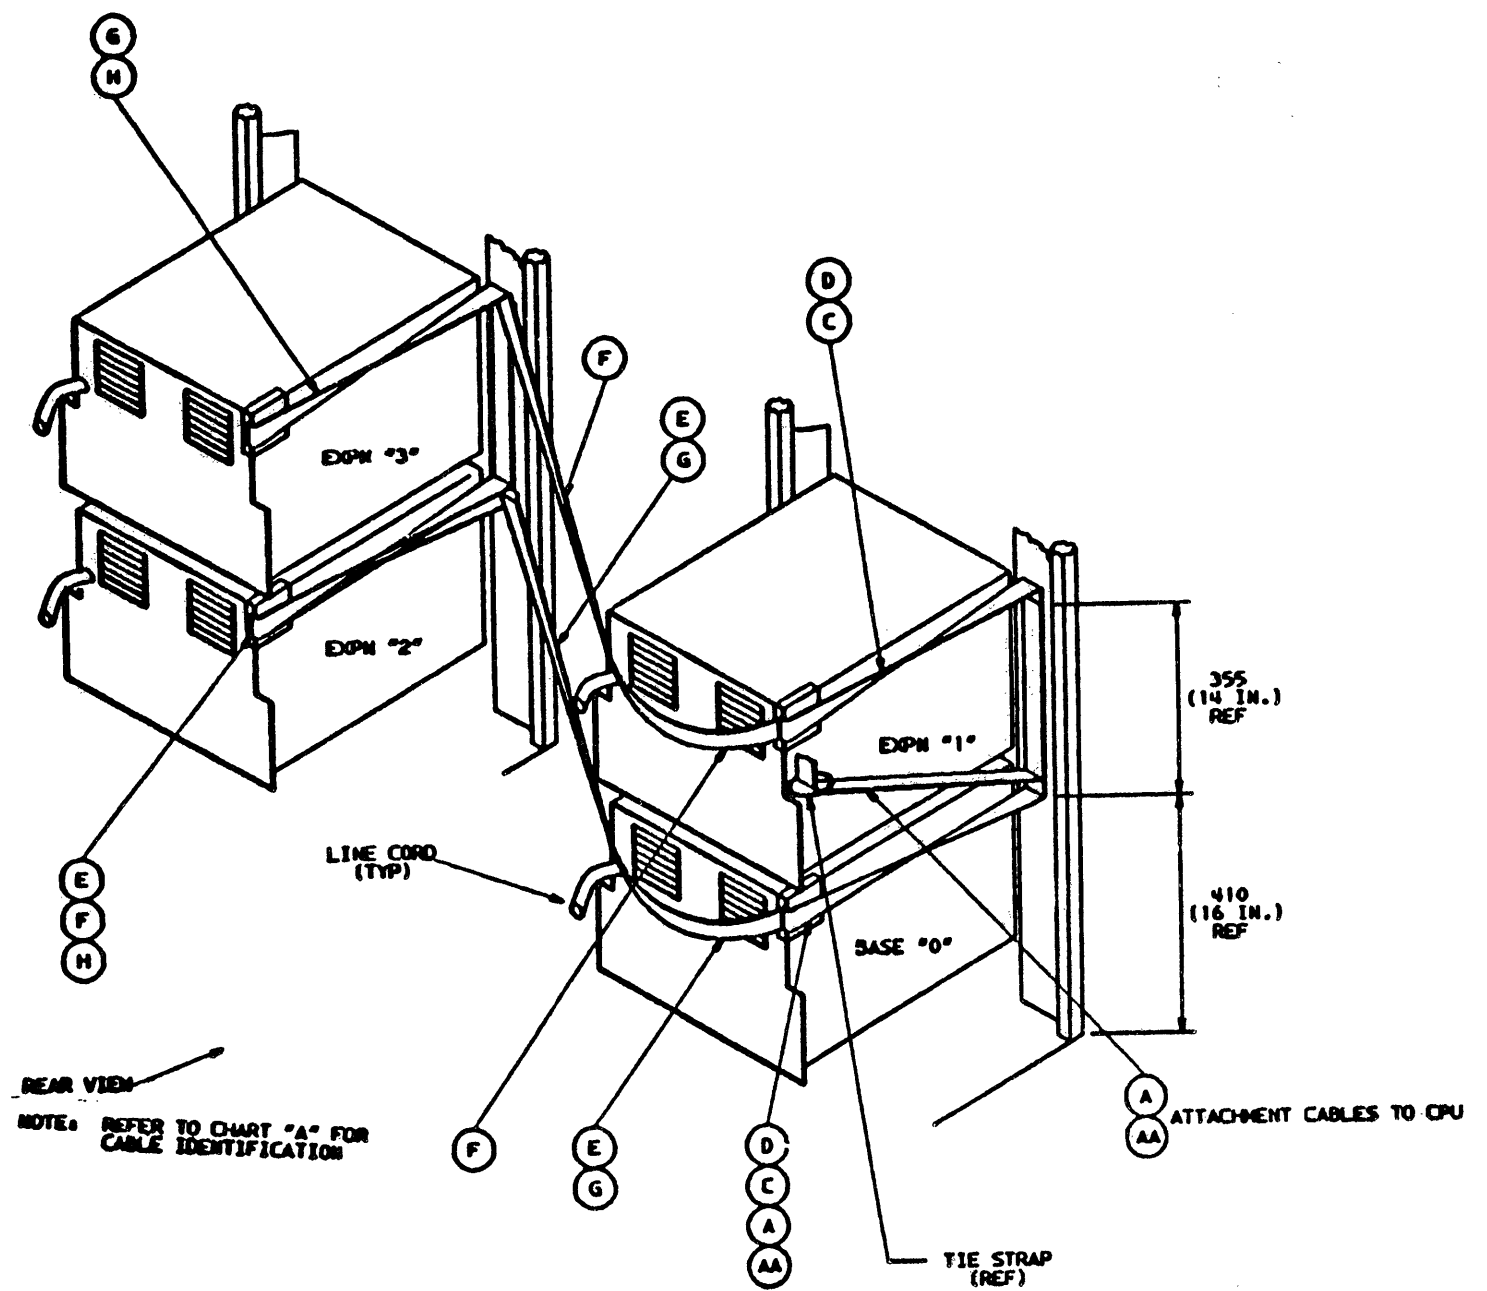 G
H
D
C
F
E
G
EXPN "3"
EXPN "2"
355
(14 IN.)
REF
EXPN "1"
LINE CORD
(TYP)
E
F
H
410
(16 IN.)
REF
BASE "0"
REAR VIEW
NOTE: REFER TO CHART "A" FOR
CABLE IDENTIFICATION
F
E
G
D
C
A
AA
A
AA
ATTACHMENT CABLES TO CPU
TIE STRAP
(REF)